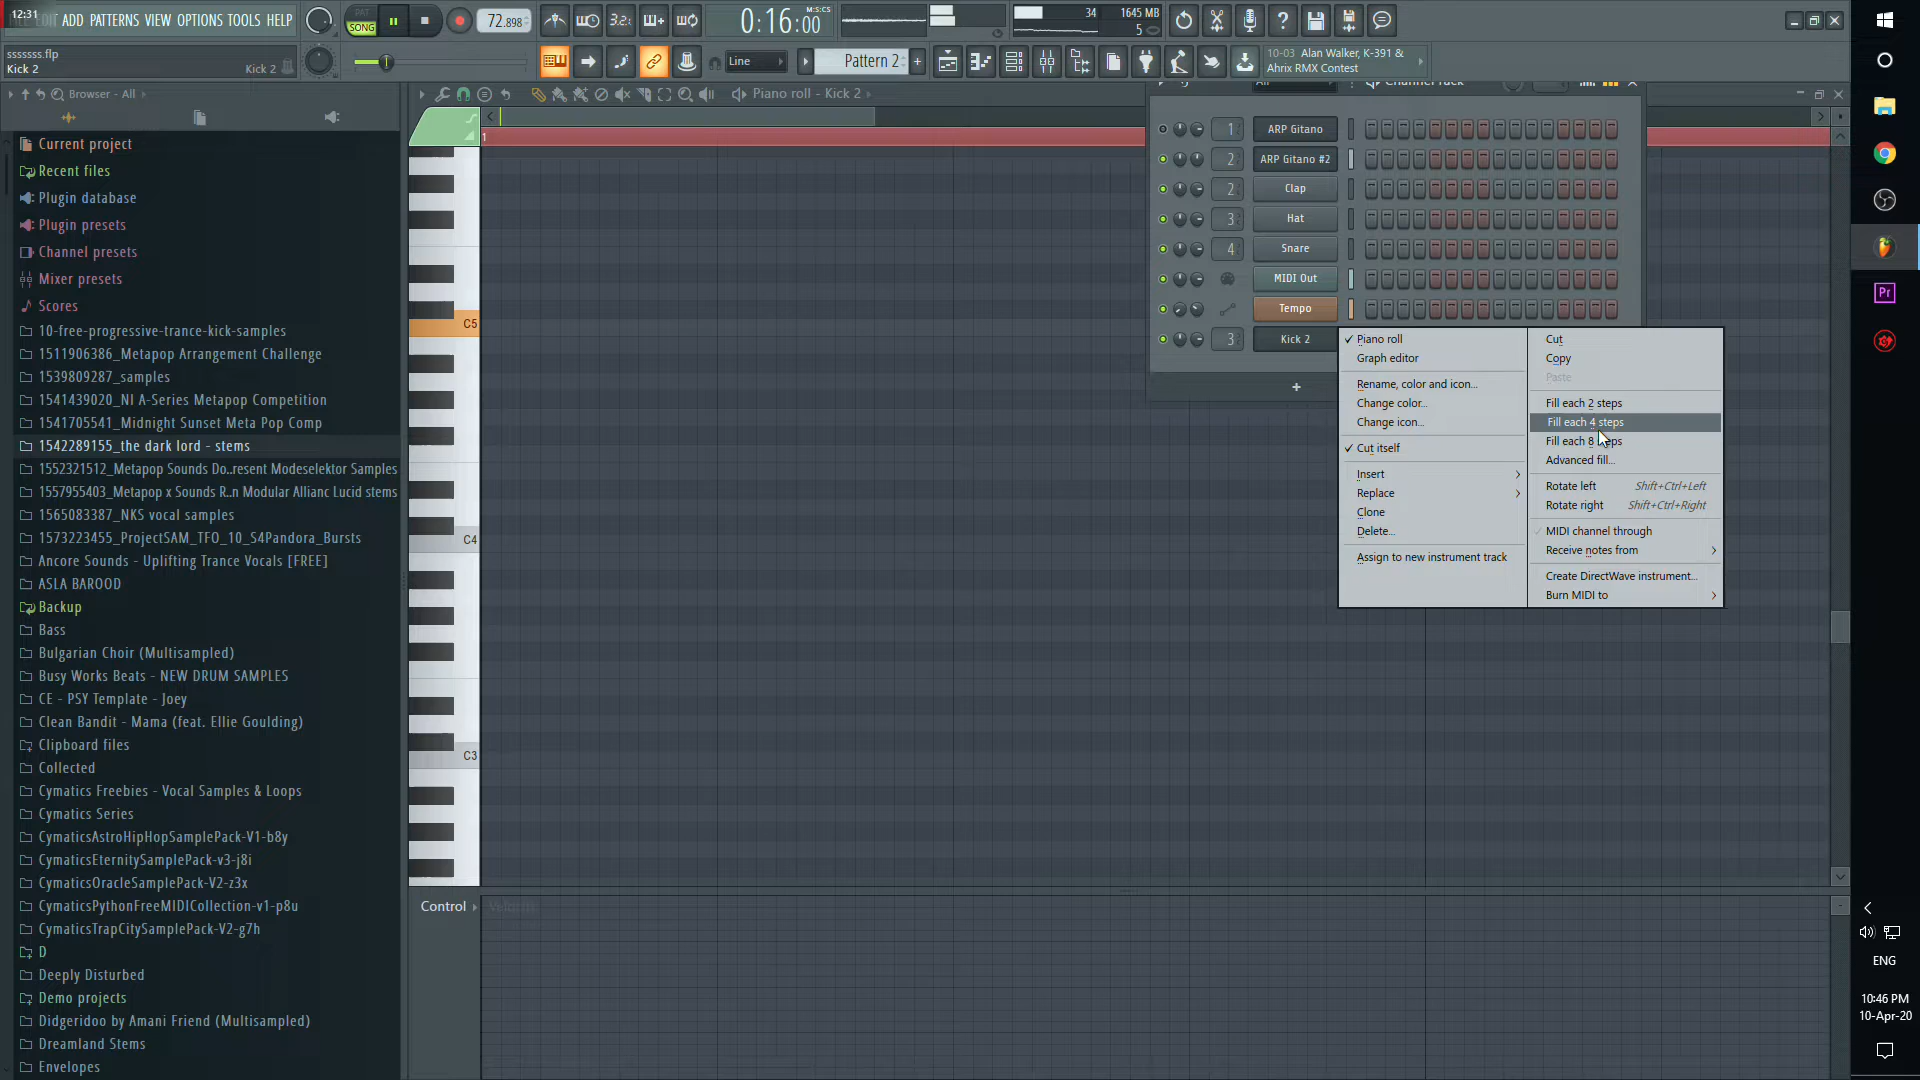 12:31
EDIT ADD PATTERNS VIEW OPTIONS TOOLS HELP
PAT
SONG
72.898
3.2.
0:16:00
M:S:CS
34
1645 MB
5
sssssss.flp
Kick 2
Kick 2
Line
Pattern 2
10-03 Alan Walker, K-391 &
Ahrix RMX Contest
Browser - All
Piano roll - Kick 2
Current project
Recent files
Plugin database
Plugin presets
Channel presets
Mixer presets
Scores
10-free-progressive-trance-kick-samples
1511906386_Metapop Arrangement Challenge
1539809287_samples
1541439020_NI A-Series Metapop Competition
1541705541_Midnight Sunset Meta Pop Comp
1542289155_the dark lord - stems
1552321512_Metapop Sounds Do..resent Modeselektor Samples
1557955403_Metapop x Sounds R..n Modular Allianc Lucid stems
1565083387_NKS vocal samples
1573223455_ProjectSAM_TFO_10_S4Pandora_Bursts
Ancore Sounds - Uplifting Trance Vocals [FREE]
ASLA BAROOD
Backup
Bass
Bulgarian Choir (Multisampled)
Busy Works Beats - NEW DRUM SAMPLES
CE - PSY Template - Joey
Clean Bandit - Mama (feat. Ellie Goulding)
Clipboard files
Collected
Cymatics Freebies - Vocal Samples & Loops
Cymatics Series
CymaticsAstroHipHopSamplePack-V1-b8y
CymaticsEternitySamplePack-v3-j8i
CymaticsOracleSamplePack-V2-z3x
CymaticsPythonFreeMIDICollection-v1-p8u
CymaticsTrapCitySamplePack-V2-g7h
D
Deeply Disturbed
Demo projects
Didgeridoo by Amani Friend (Multisampled)
Dreamland Stems
Envelopes
1
C5
C4
C3
Control
Velocity
1 ARP Gitano
2 ARP Gitano #2
2 Clap
3 Hat
4 Snare
MIDI Out
Tempo
3 Kick 2
+
Piano roll
Graph editor
Rename, color and icon...
Change color...
Change icon...
Cut itself
Insert
Replace
Clone
Delete...
Assign to new instrument track
Cut
Copy
Paste
Fill each 2 steps
Fill each 4 steps
Fill each 8 steps
Advanced fill...
Rotate left Shift+Ctrl+Left
Rotate right Shift+Ctrl+Right
MIDI channel through
Receive notes from
Create DirectWave instrument...
Burn MIDI to
Pr
ENG
10:46 PM
10-Apr-20